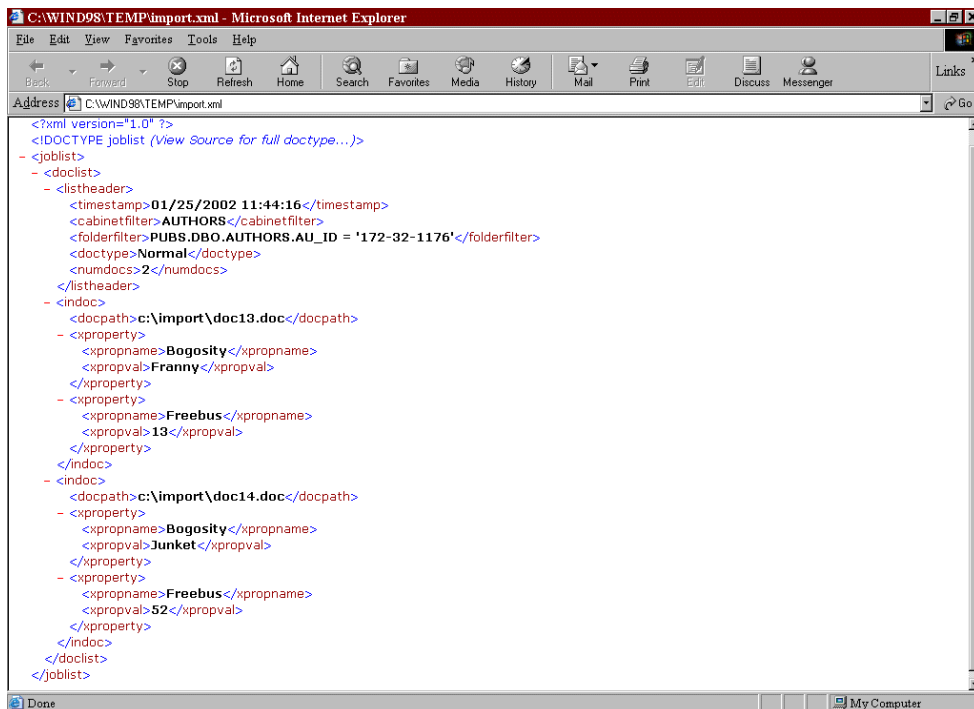 C:\WIND98\TEMP\import.xml - Microsoft Internet Explorer
File Edit View Favorites Tools Help
Back Forward Stop Refresh Home Search Favorites Media History Mail Print Edit Discuss Messenger Links
Address C:\WIND98\TEMP\import.xml Go
<?xml version="1.0" ?>
<!DOCTYPE joblist (View Source for full doctype...)>
- <joblist>
- <doclist>
- <listheader>
<timestamp>01/25/2002 11:44:16</timestamp>
<cabinetfilter>AUTHORS</cabinetfilter>
<folderfilter>PUBS.DBO.AUTHORS.AU_ID = '172-32-1176'</folderfilter>
<doctype>Normal</doctype>
<numdocs>2</numdocs>
</listheader>
- <indoc>
<docpath>c:\import\doc13.doc</docpath>
- <xproperty>
<xpropname>Bogosity</xpropname>
<xpropval>Franny</xpropval>
</xproperty>
- <xproperty>
<xpropname>Freebus</xpropname>
<xpropval>13</xpropval>
</xproperty>
</indoc>
- <indoc>
<docpath>c:\import\doc14.doc</docpath>
- <xproperty>
<xpropname>Bogosity</xpropname>
<xpropval>Junket</xpropval>
</xproperty>
- <xproperty>
<xpropname>Freebus</xpropname>
<xpropval>52</xpropval>
</xproperty>
</indoc>
</doclist>
</joblist>
Done My Computer